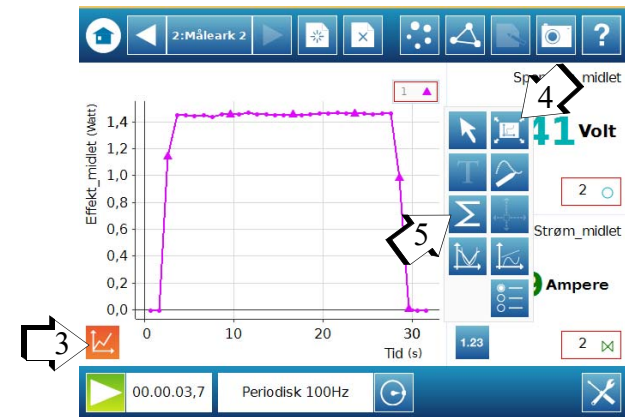 2:Måleark 2
?
Sp midlet
4
1
41 Volt
2
Effekt_midlet (Watt)
1,4
1,2
1,0
0,8
0,6
0,4
0,2
0,0
T
Σ
5
Strøm_midlet
9 Ampere
3
0
10
20
30
Tid (s)
1.23
2
00.00.03,7
Periodisk 100Hz